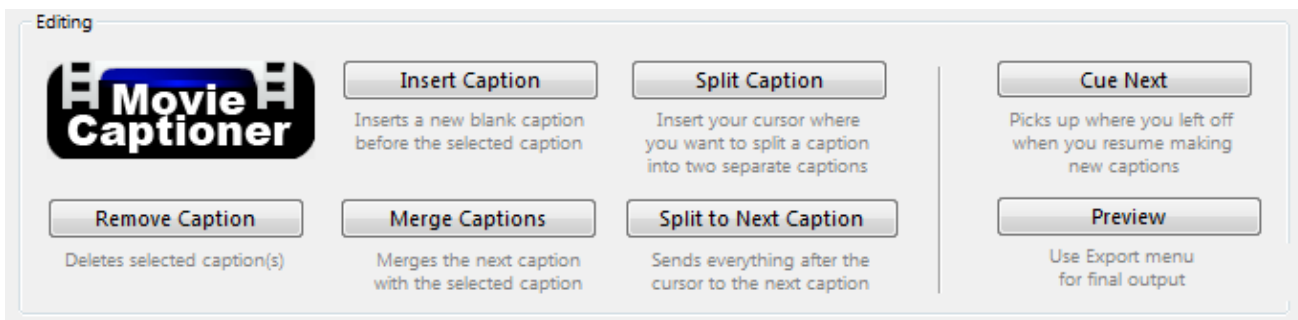 Editing
Movie
Captioner
Insert Caption
Inserts a new blank caption
before the selected caption
Split Caption
Insert your cursor where
you want to split a caption
into two separate captions
Cue Next
Picks up where you left off
when you resume making
new captions
Remove Caption
Deletes selected caption(s)
Merge Captions
Merges the next caption
with the selected caption
Split to Next Caption
Sends everything after the
cursor to the next caption
Preview
Use Export menu
for final output